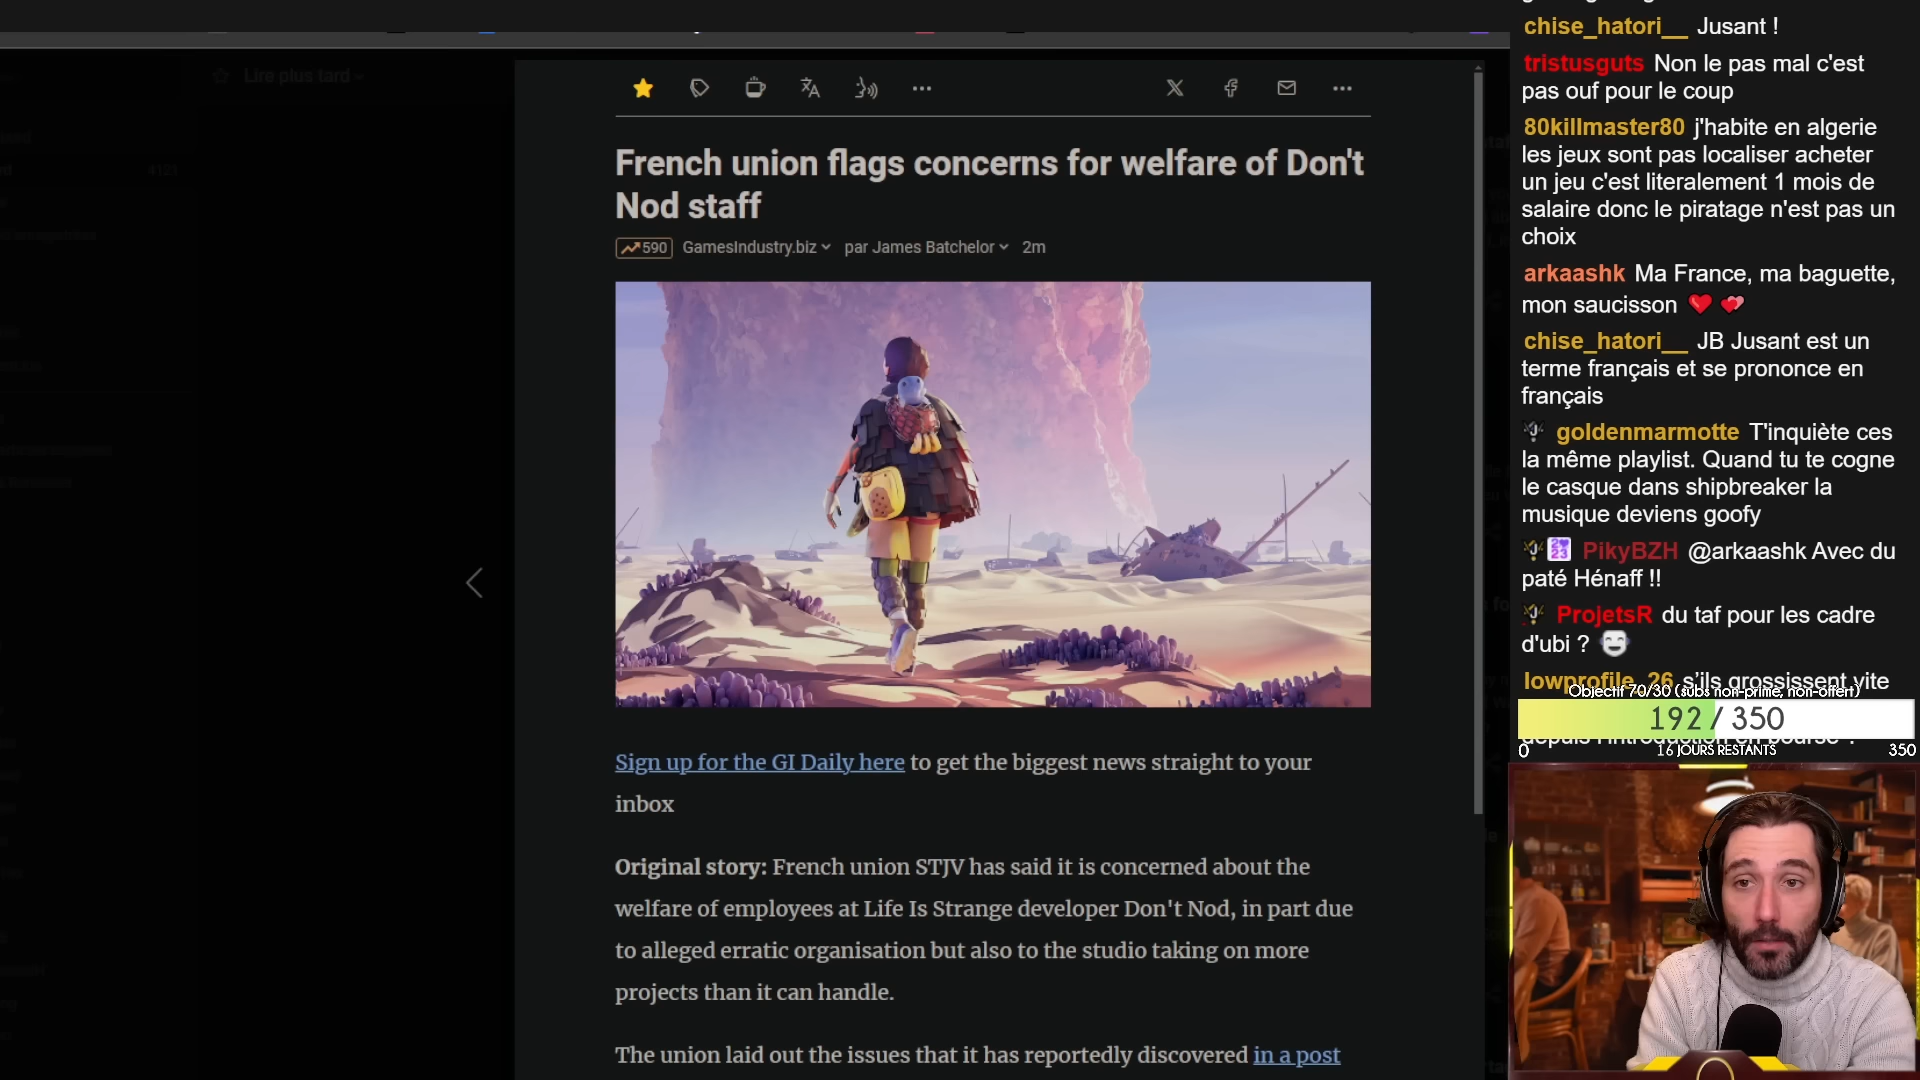 Lire plus tard
4121
French union flags concerns for welfare of Don't
Nod staff
590 GamesIndustry.biz par James Batchelor 2m
Sign up for the GI Daily here to get the biggest news straight to your
inbox
Original story: French union STJV has said it is concerned about the
welfare of employees at Life Is Strange developer Don't Nod, in part due
to alleged erratic organisation but also to the studio taking on more
projects than it can handle.
The union laid out the issues that it has reportedly discovered in a post
chise_hatori__ Jusant !
tristusguts Non le pas mal c'est
pas ouf pour le coup
80killmaster80 j'habite en algerie
les jeux sont pas localiser acheter
un jeu c'est literalement 1 mois de
salaire donc le piratage n'est pas un
choix
arkaashk Ma France, ma baguette,
mon saucisson
chise_hatori__ JB Jusant est un
terme français et se prononce en
français
goldenmarmotte T'inquiète ces
la même playlist. Quand tu te cogne
le casque dans shipbreaker la
musique deviens goofy
PikyBZH @arkaashk Avec du
paté Hénaff !!
ProjetsR du taf pour les cadre
d'ubi ?
lowprofile_26 s'ils grossissent vite
Objectif 70/30 (subs non-prime, non-offert)
192 / 350
depuis l'introduction en bourse ?
0 16 JOURS RESTANTS 350